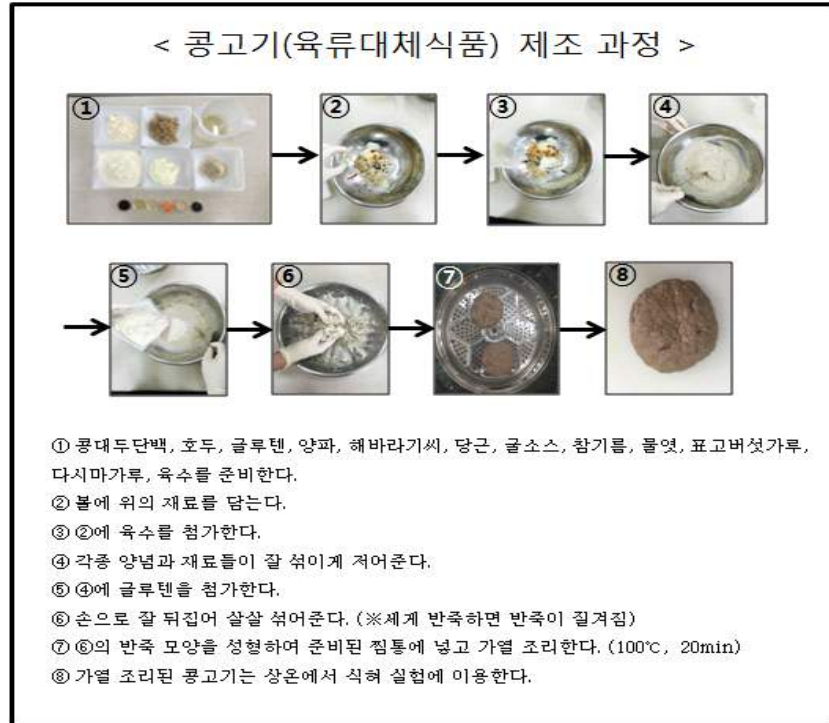 < 콩고기(육류대체식품) 제조 과정 >
① ② ③ ④
⑤ ⑥ ⑦ ⑧
① 콩대두단백, 호두, 글루텐, 양파, 해바라기씨, 당근, 굴소스, 참기름, 물엿, 표고버섯가루,
다시마가루, 육수를 준비한다.
② 볼에 위의 재료를 담는다.
③ ②에 육수를 첨가한다.
④ 각종 양념과 재료들이 잘 섞이게 저어준다.
⑤ ④에 글루텐을 첨가한다.
⑥ 손으로 잘 뒤집어 살살 섞어준다. (※세게 반죽하면 반죽이 질겨짐)
⑦ ⑥의 반죽 모양을 성형하여 준비된 찜통에 넣고 가열 조리한다. (100℃, 20min)
⑧ 가열 조리된 콩고기는 상온에서 식혀 실험에 이용한다.